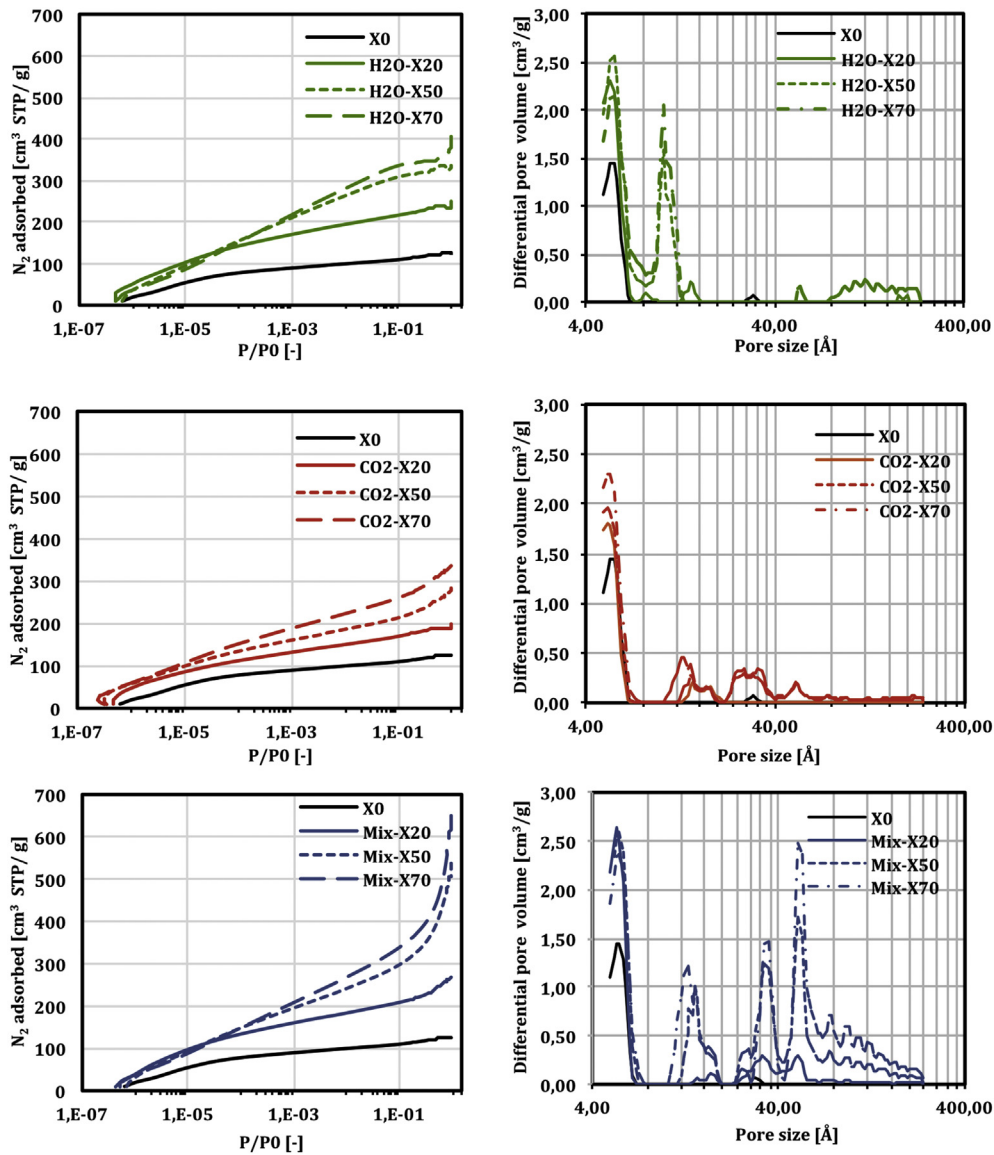 N₂ adsorbed [cm³ STP/ g]
700
600
500
400
300
200
100
0
X0
H2O-X20
H2O-X50
H2O-X70
1,E-07
1,E-05
1,E-03
1,E-01
P/P0 [-]
Differential pore volume [cm³/g]
3,00
2,50
2,00
1,50
1,00
0,50
0,00
X0
H2O-X20
H2O-X50
H2O-X70
4,00
40,00
400,00
Pore size [Å]
N₂ adsorbed [cm³ STP/ g]
700
600
500
400
300
200
100
0
X0
CO2-X20
CO2-X50
CO2-X70
1,E-07
1,E-05
1,E-03
1,E-01
P/P0 [-]
Differential pore volume [cm³/g]
3,00
2,50
2,00
1,50
1,00
0,50
0,00
X0
CO2-X20
CO2-X50
CO2-X70
4,00
40,00
400,00
Pore size [Å]
N₂ adsorbed [cm³ STP/ g]
700
600
500
400
300
200
100
0
X0
Mix-X20
Mix-X50
Mix-X70
1,E-07
1,E-05
1,E-03
1,E-01
P/P0 [-]
Differential pore volume [cm³/g]
3,00
2,50
2,00
1,50
1,00
0,50
0,00
X0
Mix-X20
Mix-X50
Mix-X70
4,00
40,00
400,00
Pore size [Å]